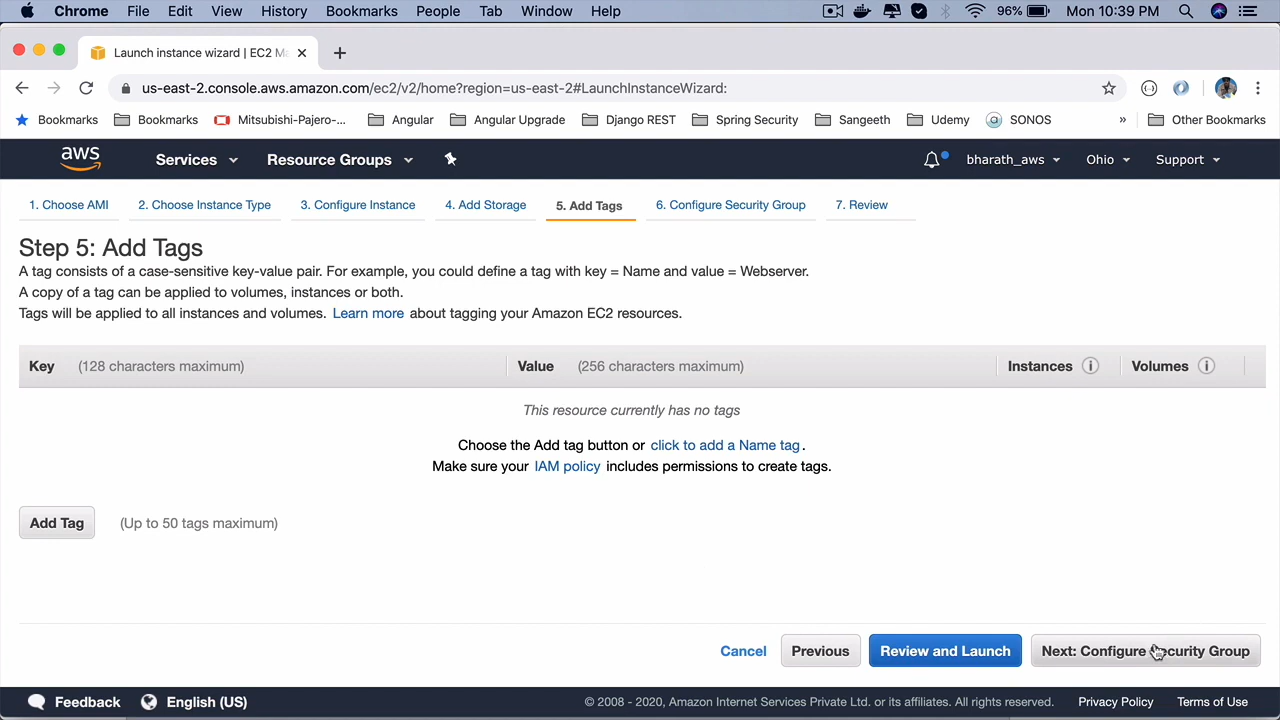 Chrome File Edit View History Bookmarks People Tab Window Help 96% Mon 10:39 PM
Launch instance wizard | EC2 Ma
us-east-2.console.aws.amazon.com/ec2/v2/home?region=us-east-2#LaunchInstanceWizard:
Bookmarks Bookmarks Mitsubishi-Pajero-... Angular Angular Upgrade Django REST Spring Security Sangeeth Udemy SONOS » Other Bookmarks
aws Services Resource Groups bharath_aws Ohio Support
1. Choose AMI 2. Choose Instance Type 3. Configure Instance 4. Add Storage 5. Add Tags 6. Configure Security Group 7. Review
Step 5: Add Tags
A tag consists of a case-sensitive key-value pair. For example, you could define a tag with key = Name and value = Webserver.
A copy of a tag can be applied to volumes, instances or both.
Tags will be applied to all instances and volumes. Learn more about tagging your Amazon EC2 resources.
Key (128 characters maximum) Value (256 characters maximum) Instances i Volumes i
This resource currently has no tags
Choose the Add tag button or click to add a Name tag.
Make sure your IAM policy includes permissions to create tags.
Add Tag (Up to 50 tags maximum)
Cancel Previous Review and Launch Next: Configure Security Group
Feedback English (US) © 2008 - 2020, Amazon Internet Services Private Ltd. or its affiliates. All rights reserved. Privacy Policy Terms of Use